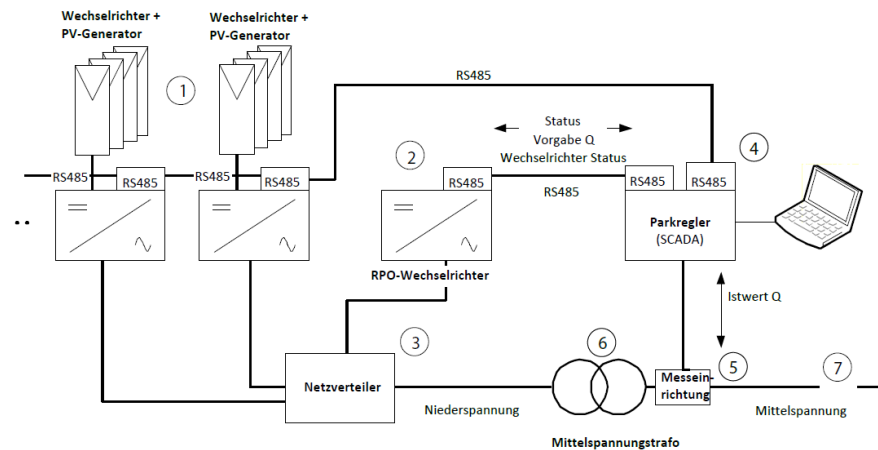 Wechselrichter +
PV-Generator
Wechselrichter +
PV-Generator
1
RS485
Status
Vorgabe Q
Wechselrichter Status
2
4
RS485
RS485
RS485
RS485
RS485
RS485
RS485
RS485
Parkregler
(SCADA)
RPO-Wechselrichter
Istwert Q
3
6
5
7
Netzverteiler
Messein-
richtung
Niederspannung
Mittelspannung
Mittelspannungstrafo